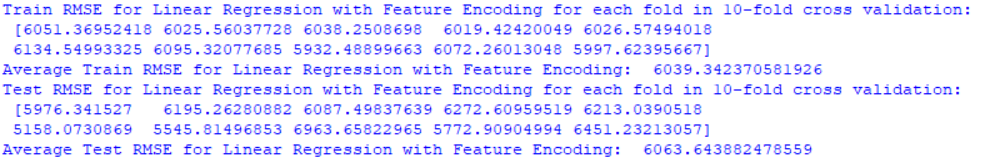 Train RMSE for Linear Regression with Feature Encoding for each fold in 10-fold cross validation:
[6051.36952418 6025.56037728 6038.2508698  6019.42420049 6026.57494018
6134.54993325 6095.32077685 5932.48899663 6072.26013048 5997.62395667]
Average Train RMSE for Linear Regression with Feature Encoding:  6039.342370581926
Test RMSE for Linear Regression with Feature Encoding for each fold in 10-fold cross validation:
[5976.341527   6195.26280882 6087.49837639 6272.60959519 6213.0390518
5158.0730869  5545.81496853 6963.65822965 5772.90904994 6451.23213057]
Average Test RMSE for Linear Regression with Feature Encoding:  6063.643882478559